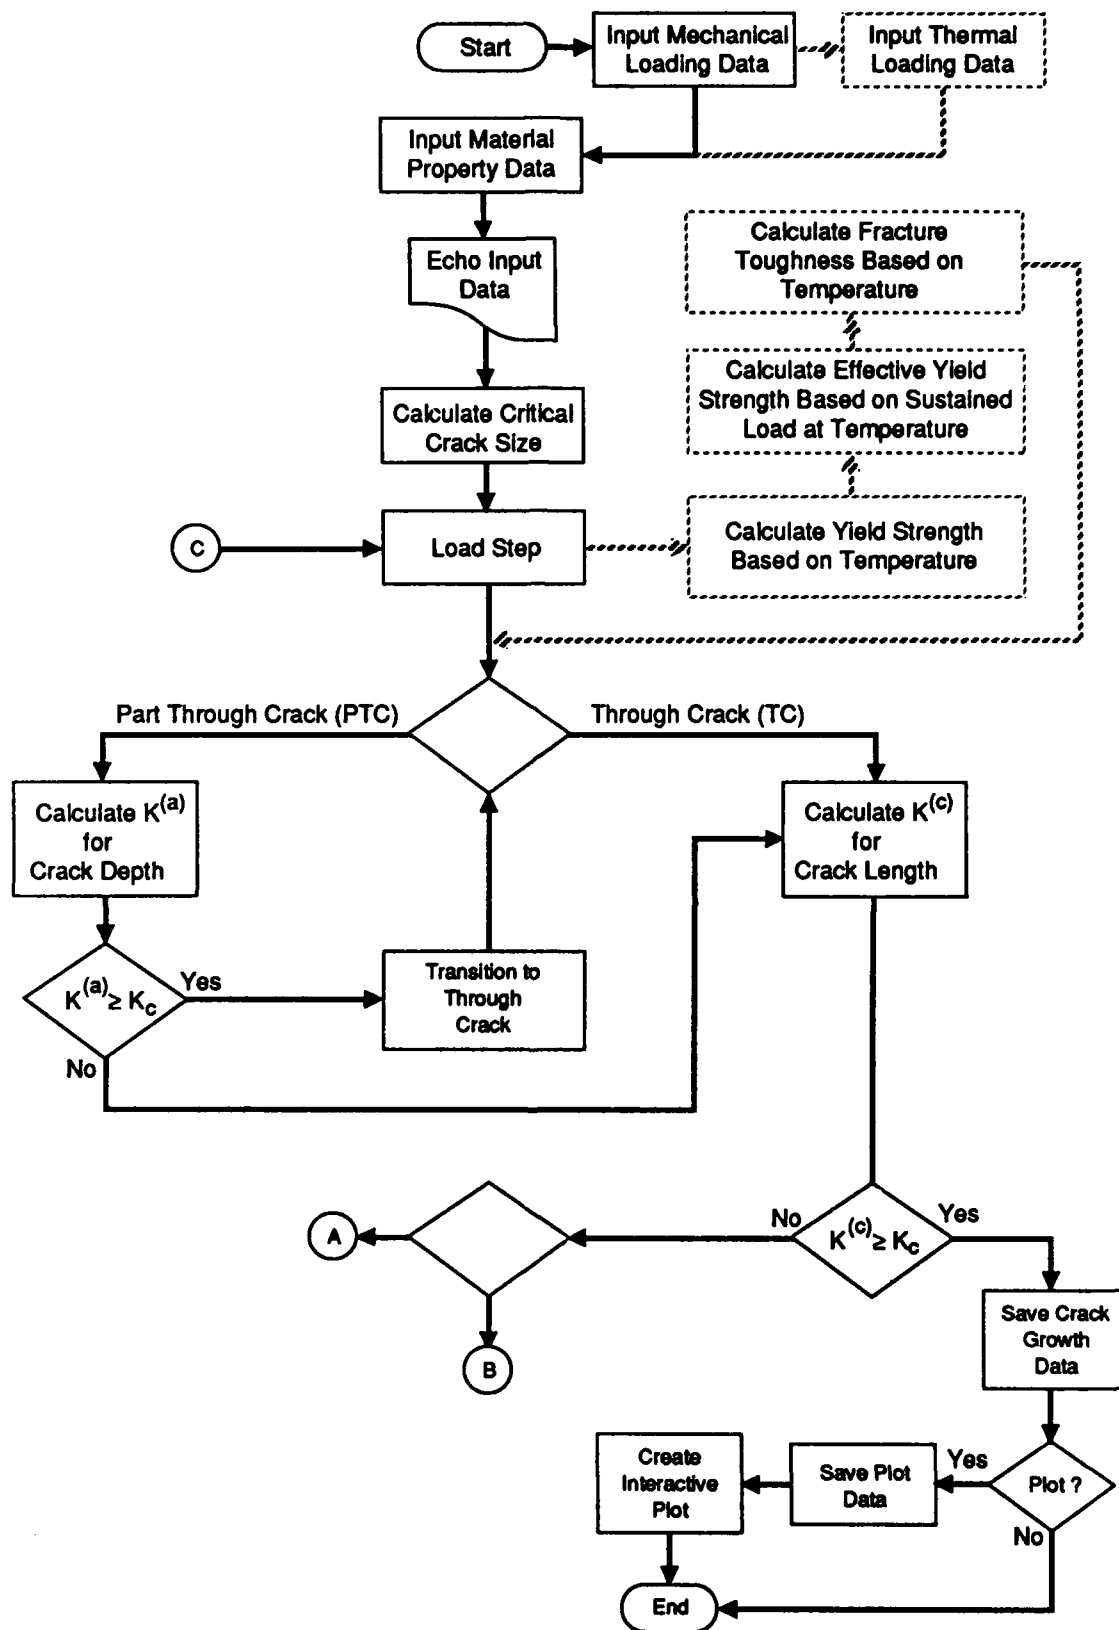 Start
Input Mechanical
Loading Data
Input Thermal
Loading Data
Input Material
Property Data
Echo Input
Data
Calculate Fracture
Toughness Based on
Temperature
Calculate Effective Yield
Strength Based on Sustained
Load at Temperature
Calculate Critical
Crack Size
C
Load Step
Calculate Yield Strength
Based on Temperature
Part Through Crack (PTC)
Through Crack (TC)
Calculate K^(a)
for
Crack Depth
Calculate K^(c)
for
Crack Length
K^(a) ≥ K_c
Yes
No
Transition to
Through
Crack
A
B
No
K^(c) ≥ K_c
Yes
Save Crack
Growth
Data
Create
Interactive
Plot
Save Plot
Data
Yes
Plot ?
No
End